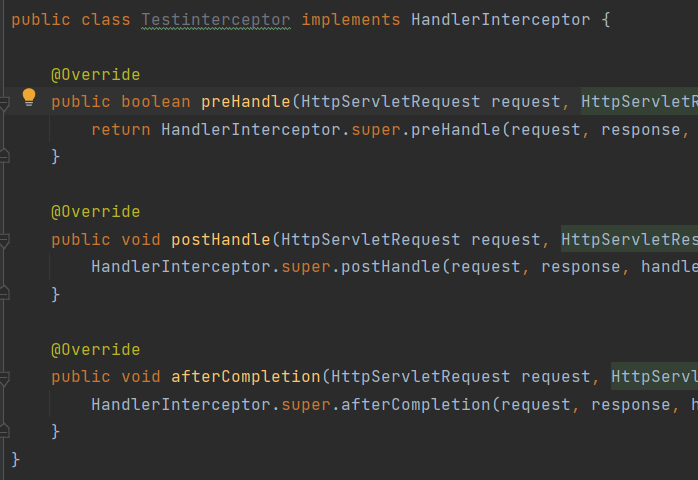 public class Testinterceptor implements HandlerInterceptor {
@Override
public boolean preHandle(HttpServletRequest request, HttpServletR
return HandlerInterceptor.super.preHandle(request, response,
}
@Override
public void postHandle(HttpServletRequest request, HttpServletRes
HandlerInterceptor.super.postHandle(request, response, handle
}
@Override
public void afterCompletion(HttpServletRequest request, HttpServl
HandlerInterceptor.super.afterCompletion(request, response, h
}
}